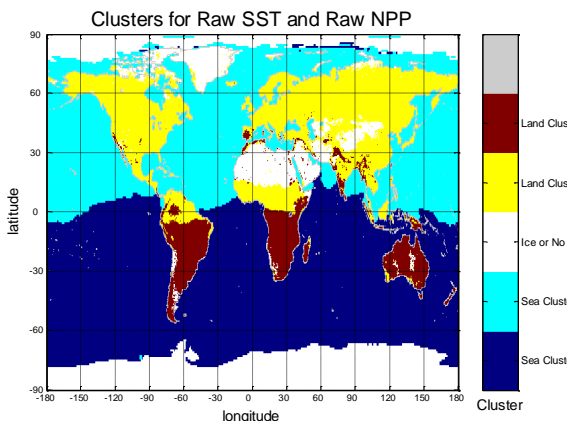 Clusters for Raw SST and Raw NPP
90
60
30
0
-30
-60
-90
latitude
-180 -150 -120 -90 -60 -30 0 30 60 90 120 150 180
longitude
Land Clus
Land Clus
Ice or No
Sea Cluste
Sea Cluste
Cluster